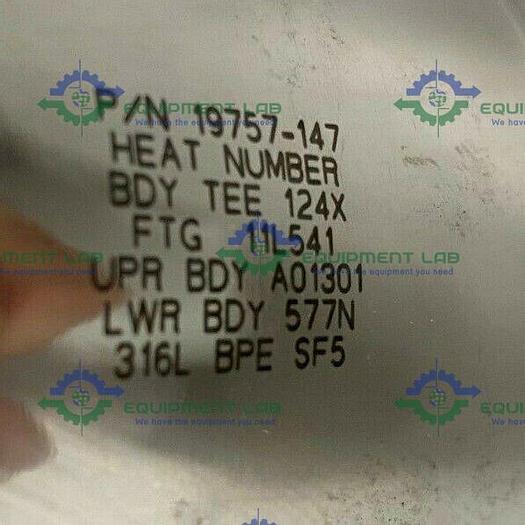 P/N 19757-147
HEAT NUMBER
BDY TEE 124X
FTG 11L541
UPR BDY A01301
LWR BDY 577N
316L BPE SF5
EQUIPMENT LAB
We have the equipment you need